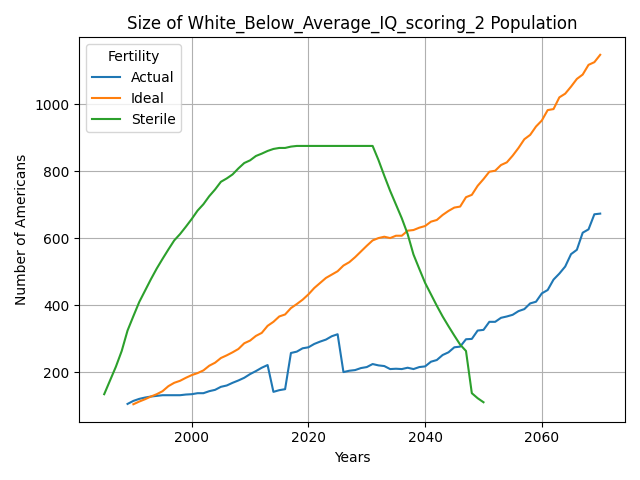 Size of White_Below_Average_IQ_scoring_2 Population
Fertility
Actual
Ideal
Sterile
Number of Americans
1000
800
600
400
200
2000
2020
2040
2060
Years